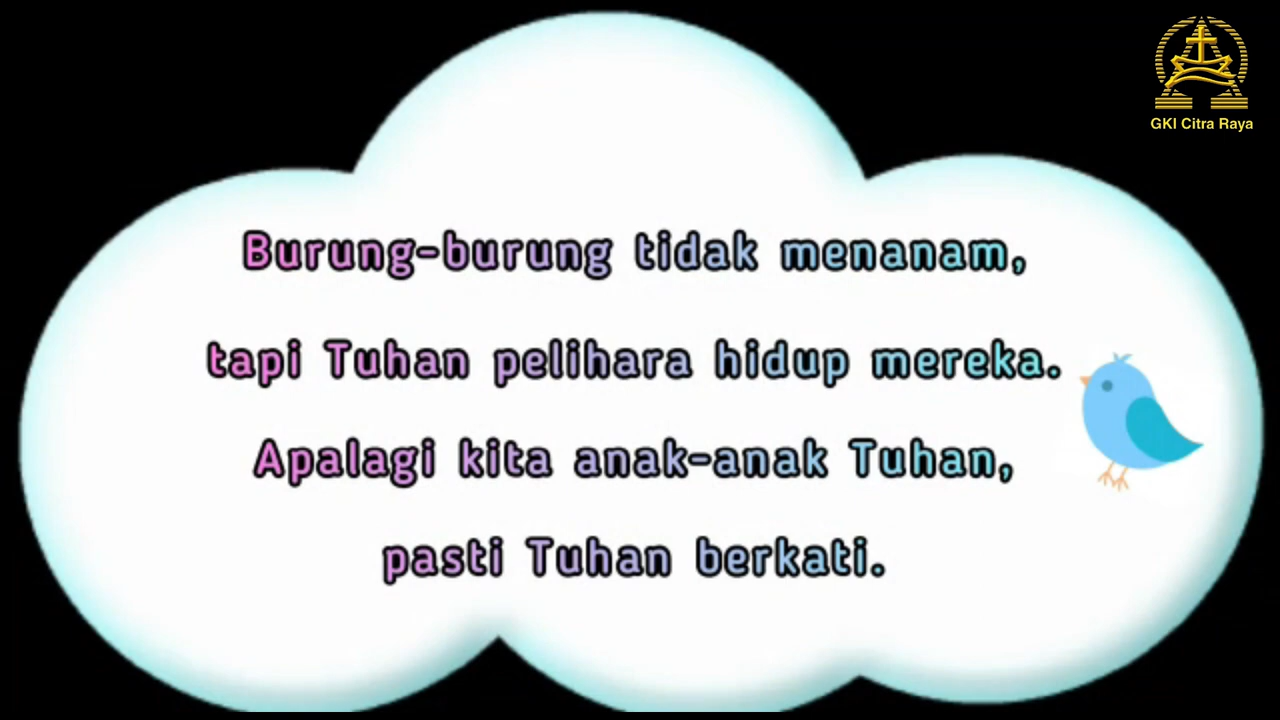 GKI Citra Raya
Burung-burung tidak menanam,
tapi Tuhan pelihara hidup mereka.
Apalagi kita anak-anak Tuhan,
pasti Tuhan berkati.